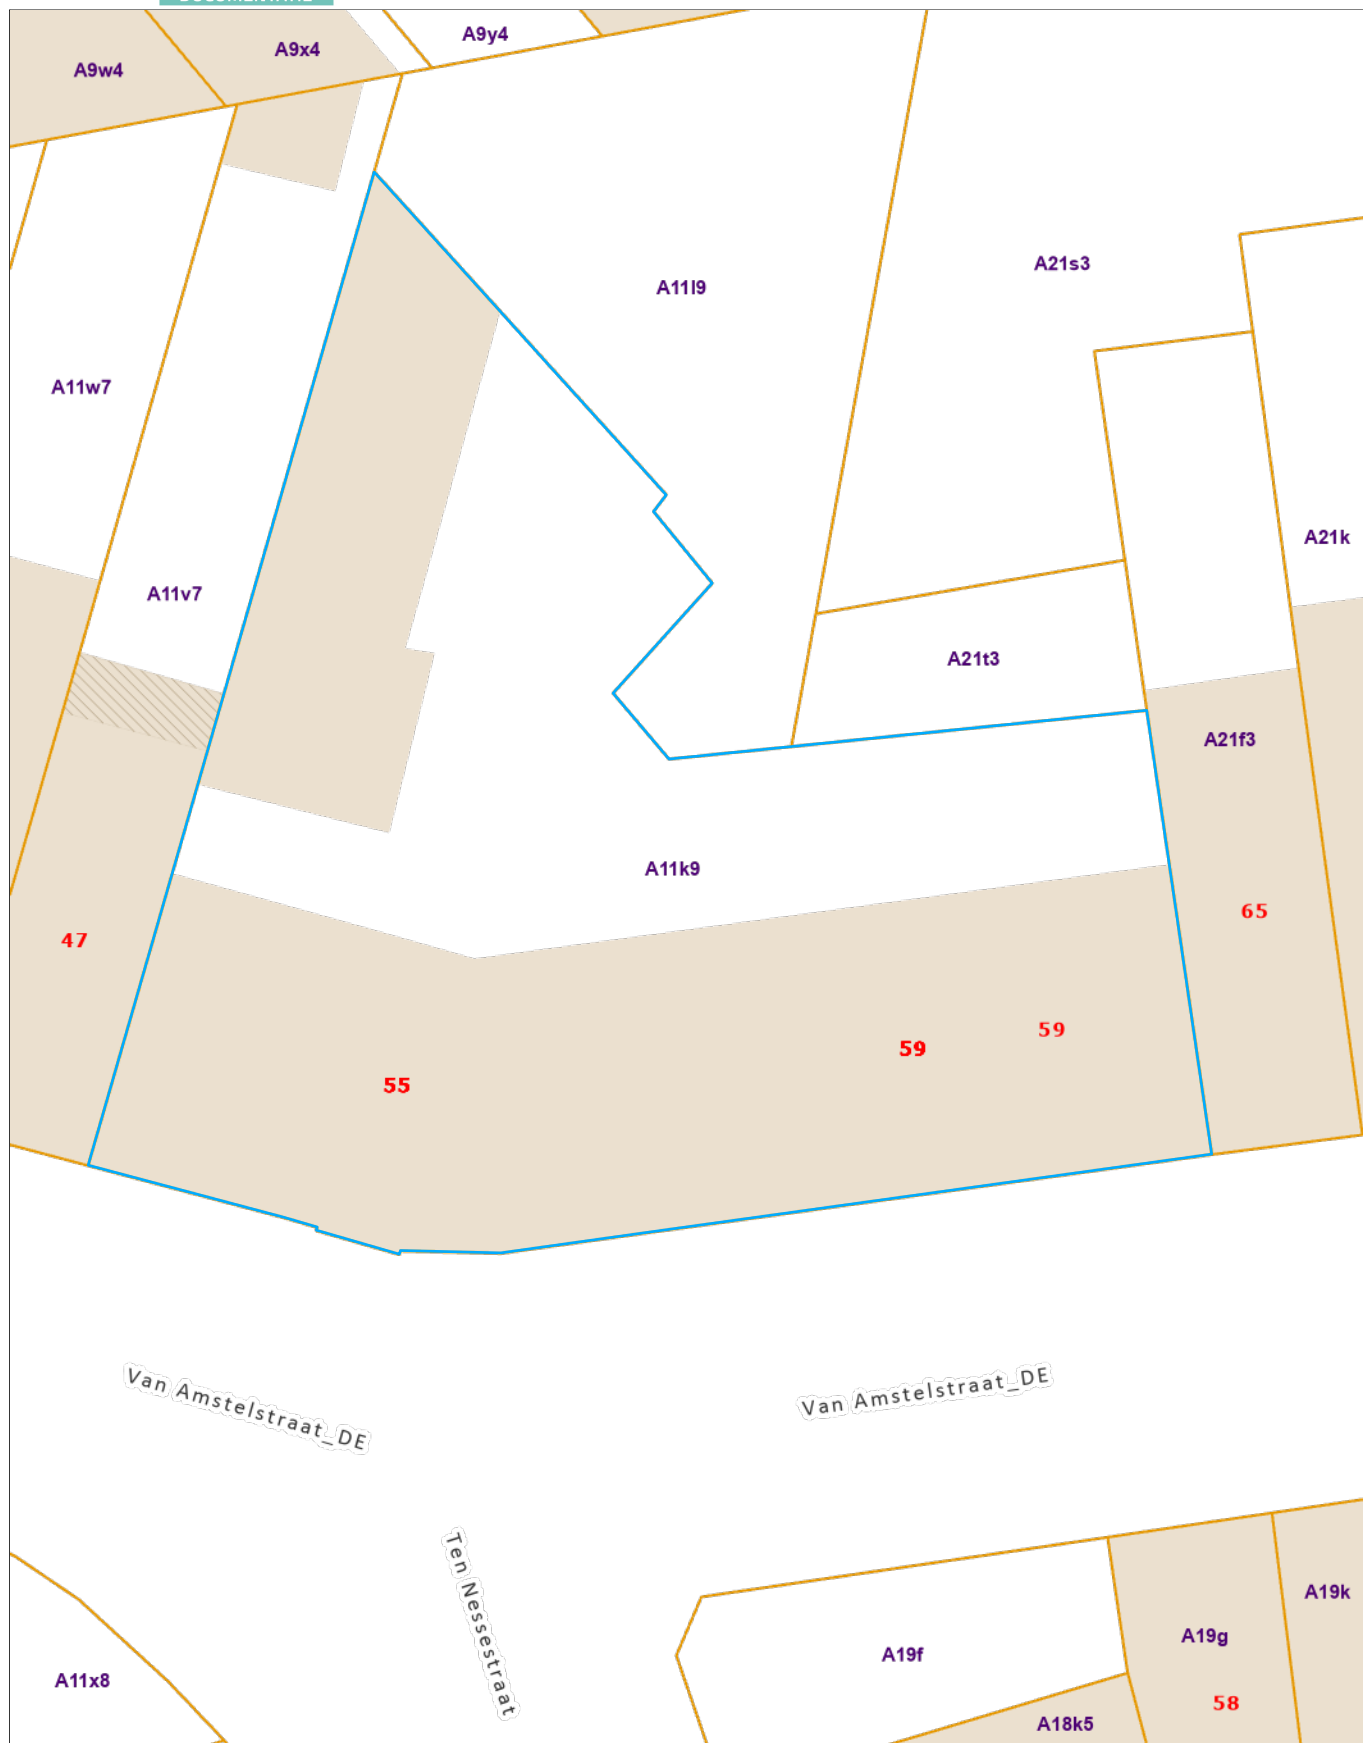 A9y4
A9x4
A9w4
A21s3
A11l9
A11w7
A21k
A11v7
A21t3
A21f3
A11k9
65
47
59
59
55
Van Amstelstraat_DE
Van Amstelstraat_DE
Ten Nessestraat
A19k
A19g
A19f
A11x8
58
A18k5